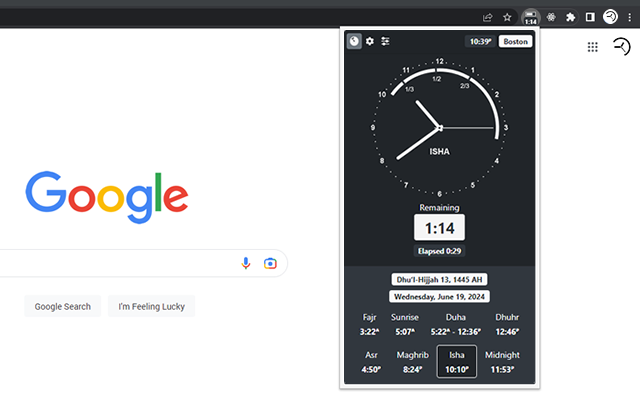 1:14
10:39ᴾ Boston
12
1
2
3
4
5
6
7
8
9
10
11
1/3
1/2
2/3
ISHA
Remaining
1:14
Elapsed 0:29
Google
Google Search I'm Feeling Lucky
Dhu'l-Hijjah 13, 1445 AH
Wednesday, June 19, 2024
Fajr Sunrise Duha Dhuhr
3:22ᴬ 5:07ᴬ 5:22ᴬ - 12:36ᴾ 12:46ᴾ
Asr Maghrib Isha Midnight
4:50ᴾ 8:24ᴾ 10:10ᴾ 11:53ᴾ